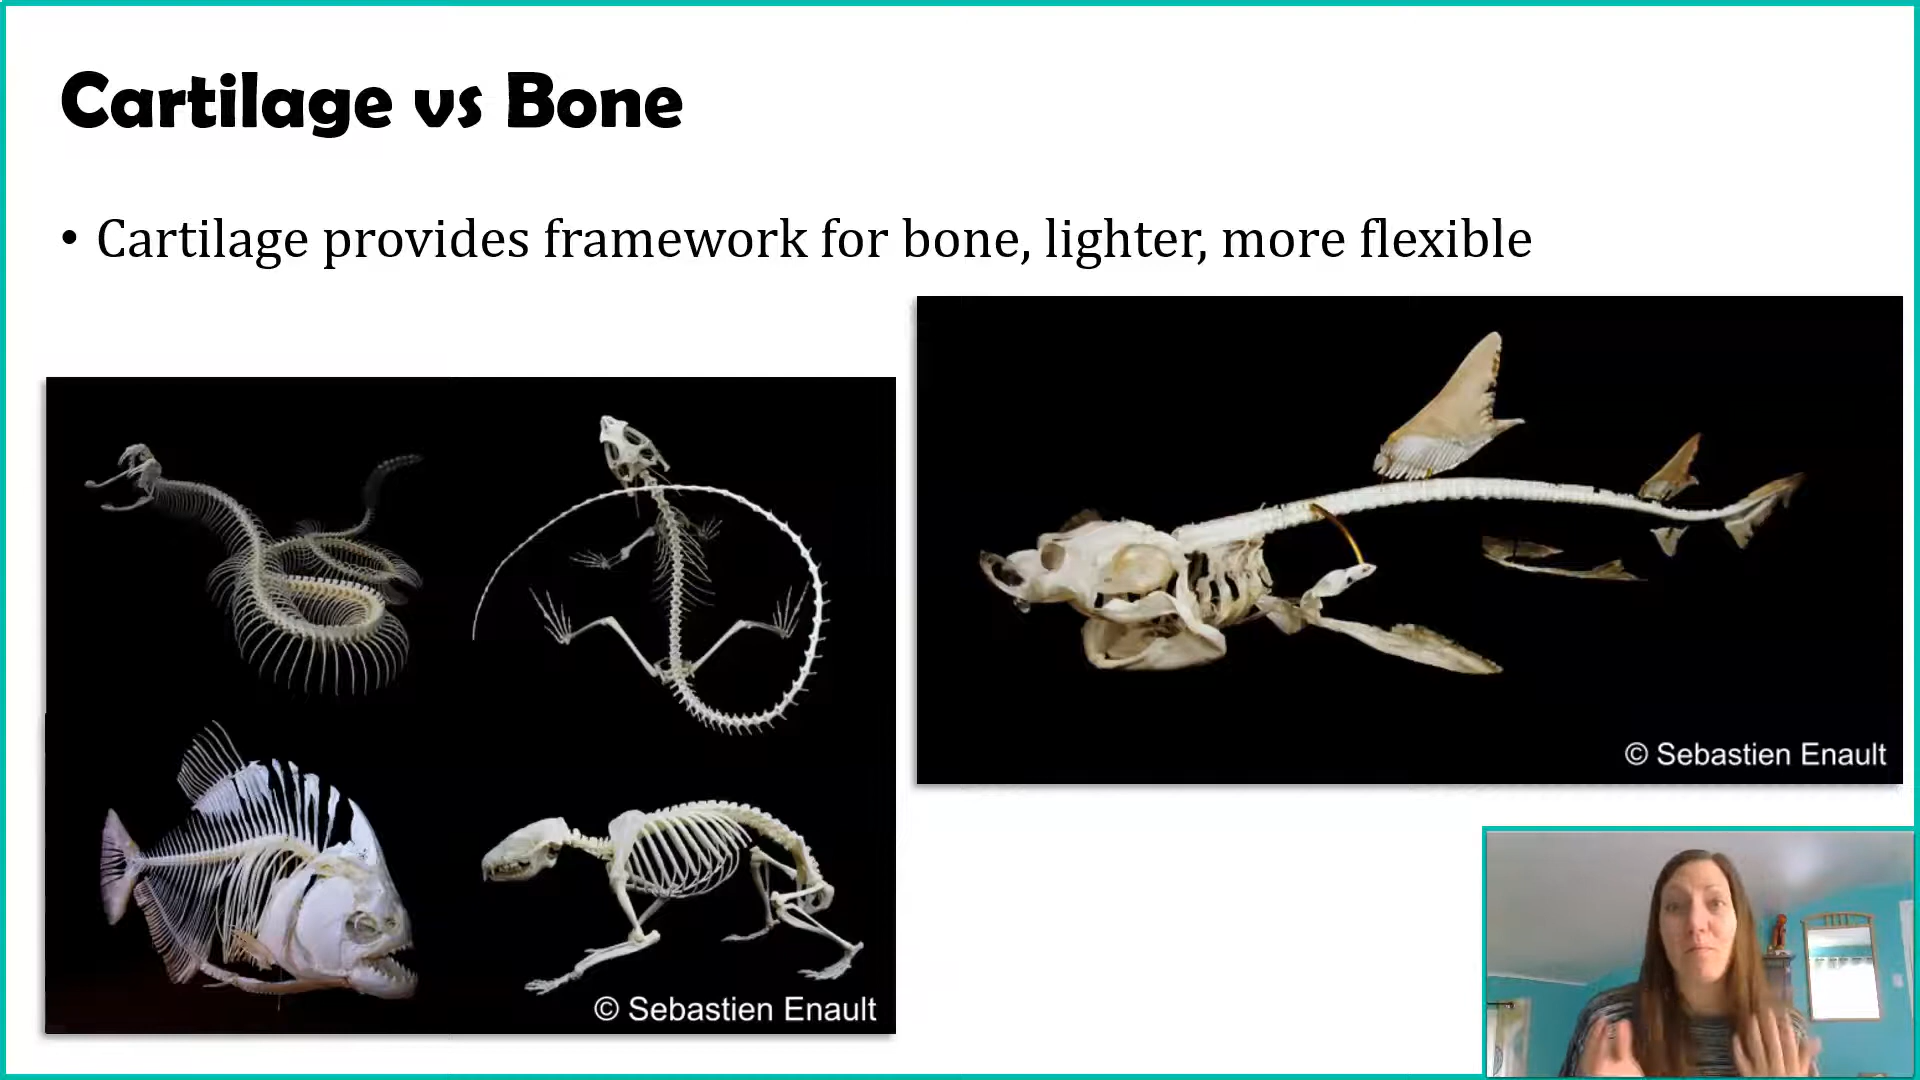 Cartilage vs Bone
• Cartilage provides framework for bone, lighter, more flexible
© Sebastien Enault
© Sebastien Enault